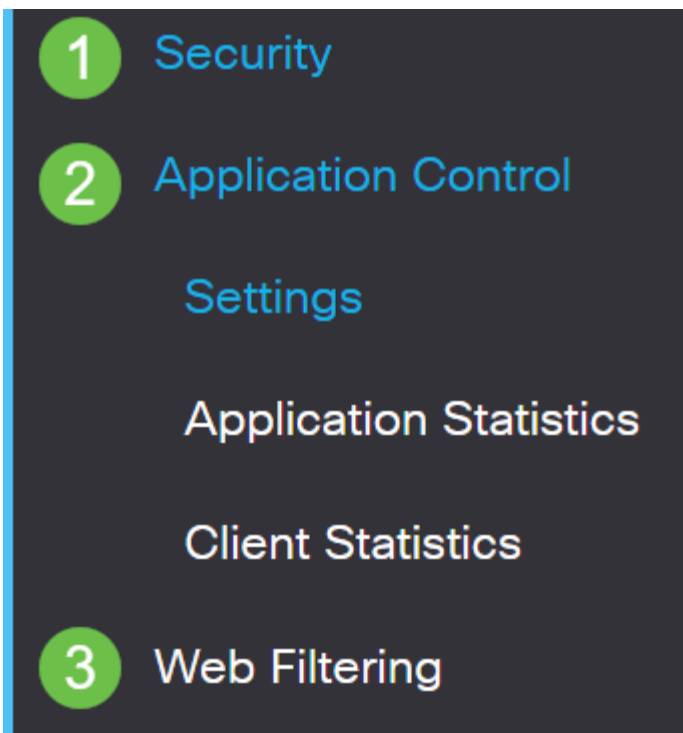 1 Security
2 Application Control
Settings
Application Statistics
Client Statistics
3 Web Filtering